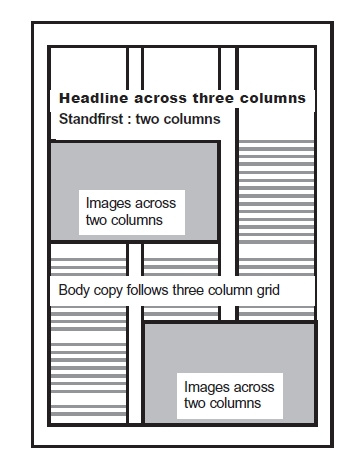 Headline across three columns
Standfirst : two columns
Images across
two columns
Body copy follows three column grid
Images across
two columns